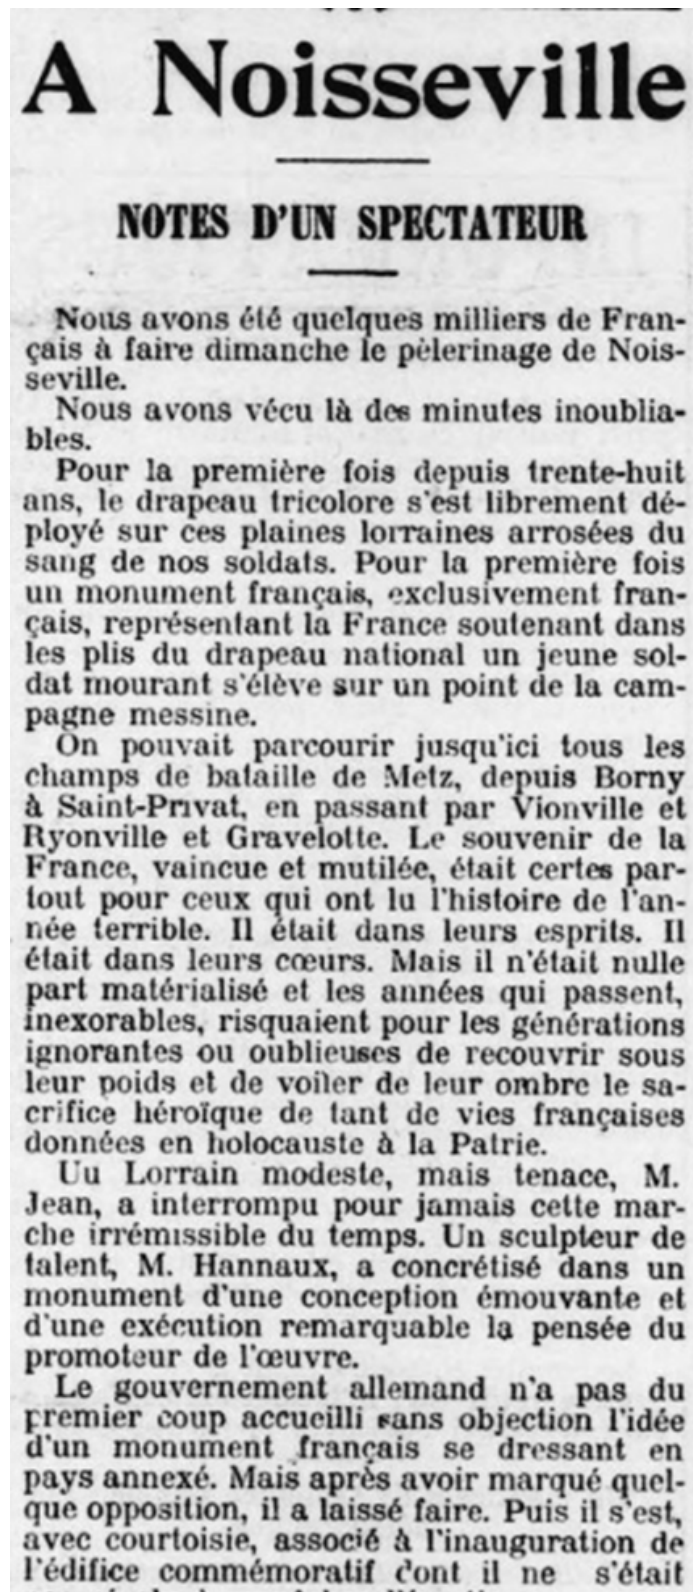 A Noisseville
NOTES D'UN SPECTATEUR
Nous avons été quelques milliers de Fran-
çais à faire dimanche le pèlerinage de Nois-
seville.
Nous avons vécu là des minutes inoublia-
bles.
Pour la première fois depuis trente-huit
ans, le drapeau tricolore s'est librement dé-
ployé sur ces plaines lorraines arrosées du
sang de nos soldats. Pour la première fois
un monument français, exclusivement fran-
çais, représentant la France soutenant dans
les plis du drapeau national un jeune sol-
dat mourant s'élève sur un point de la cam-
pagne messine.
On pouvait parcourir jusqu'ici tous les
champs de bataille de Metz, depuis Borny
à Saint-Privat, en passant par Vionville et
Ryonville et Gravelotte. Le souvenir de la
France, vaincue et mutilée, était certes par-
tout pour ceux qui ont lu l'histoire de l'an-
née terrible. Il était dans leurs esprits. Il
était dans leurs cœurs. Mais il n'était nulle
part matérialisé et les années qui passent,
inexorables, risquaient pour les générations
ignorantes ou oublieuses de recouvrir sous
leur poids et de voiler de leur ombre le sa-
crifice héroïque de tant de vies françaises
données en holocauste à la Patrie.
Uu Lorrain modeste, mais tenace, M.
Jean, a interrompu pour jamais cette mar-
che irrémissible du temps. Un sculpteur de
talent, M. Hannaux, a concrétisé dans un
monument d'une conception émouvante et
d'une exécution remarquable la pensée du
promoteur de l'œuvre.
Le gouvernement allemand n'a pas du
premier coup accueilli sans objection l'idée
d'un monument français se dressant en
pays annexé. Mais après avoir marqué quel-
que opposition, il a laissé faire. Puis il s'est,
avec courtoisie, associé à l'inauguration de
l'édifice commémoratif dont il ne s'était